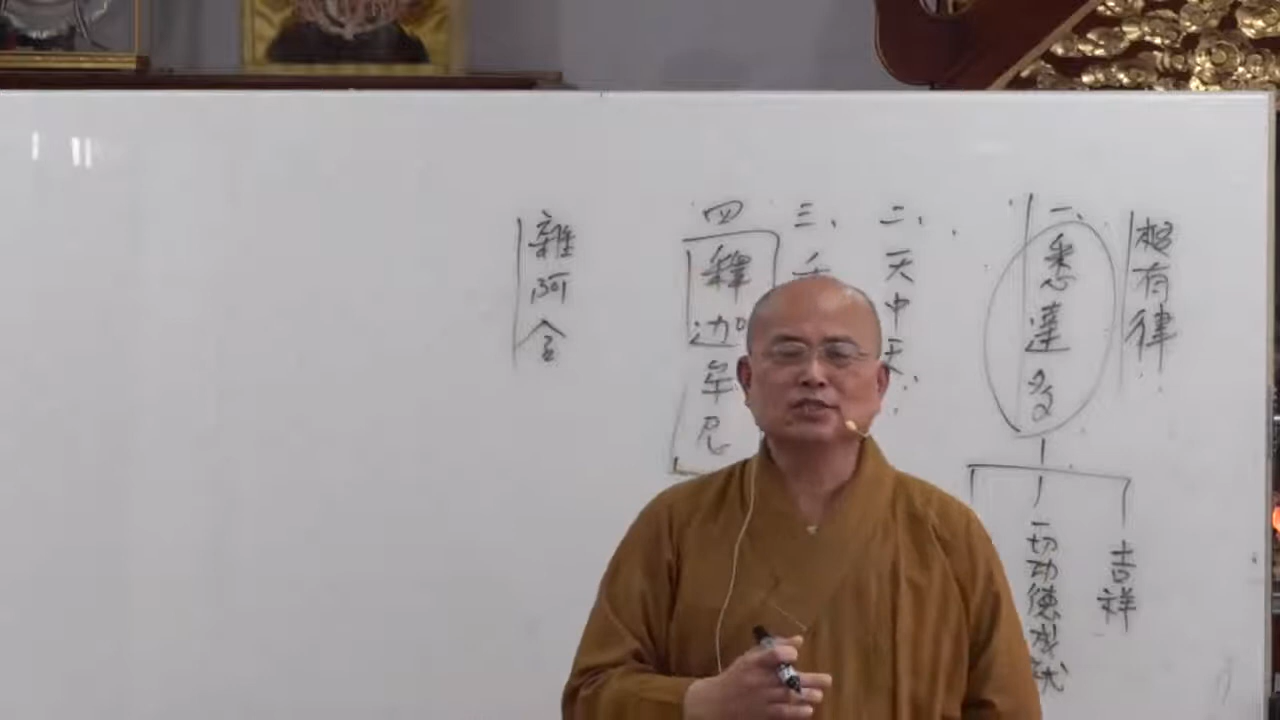 根有律
一、悉達多
吉祥
一切功德成就
二、天中天
三、
四釋迦牟尼
雜阿含